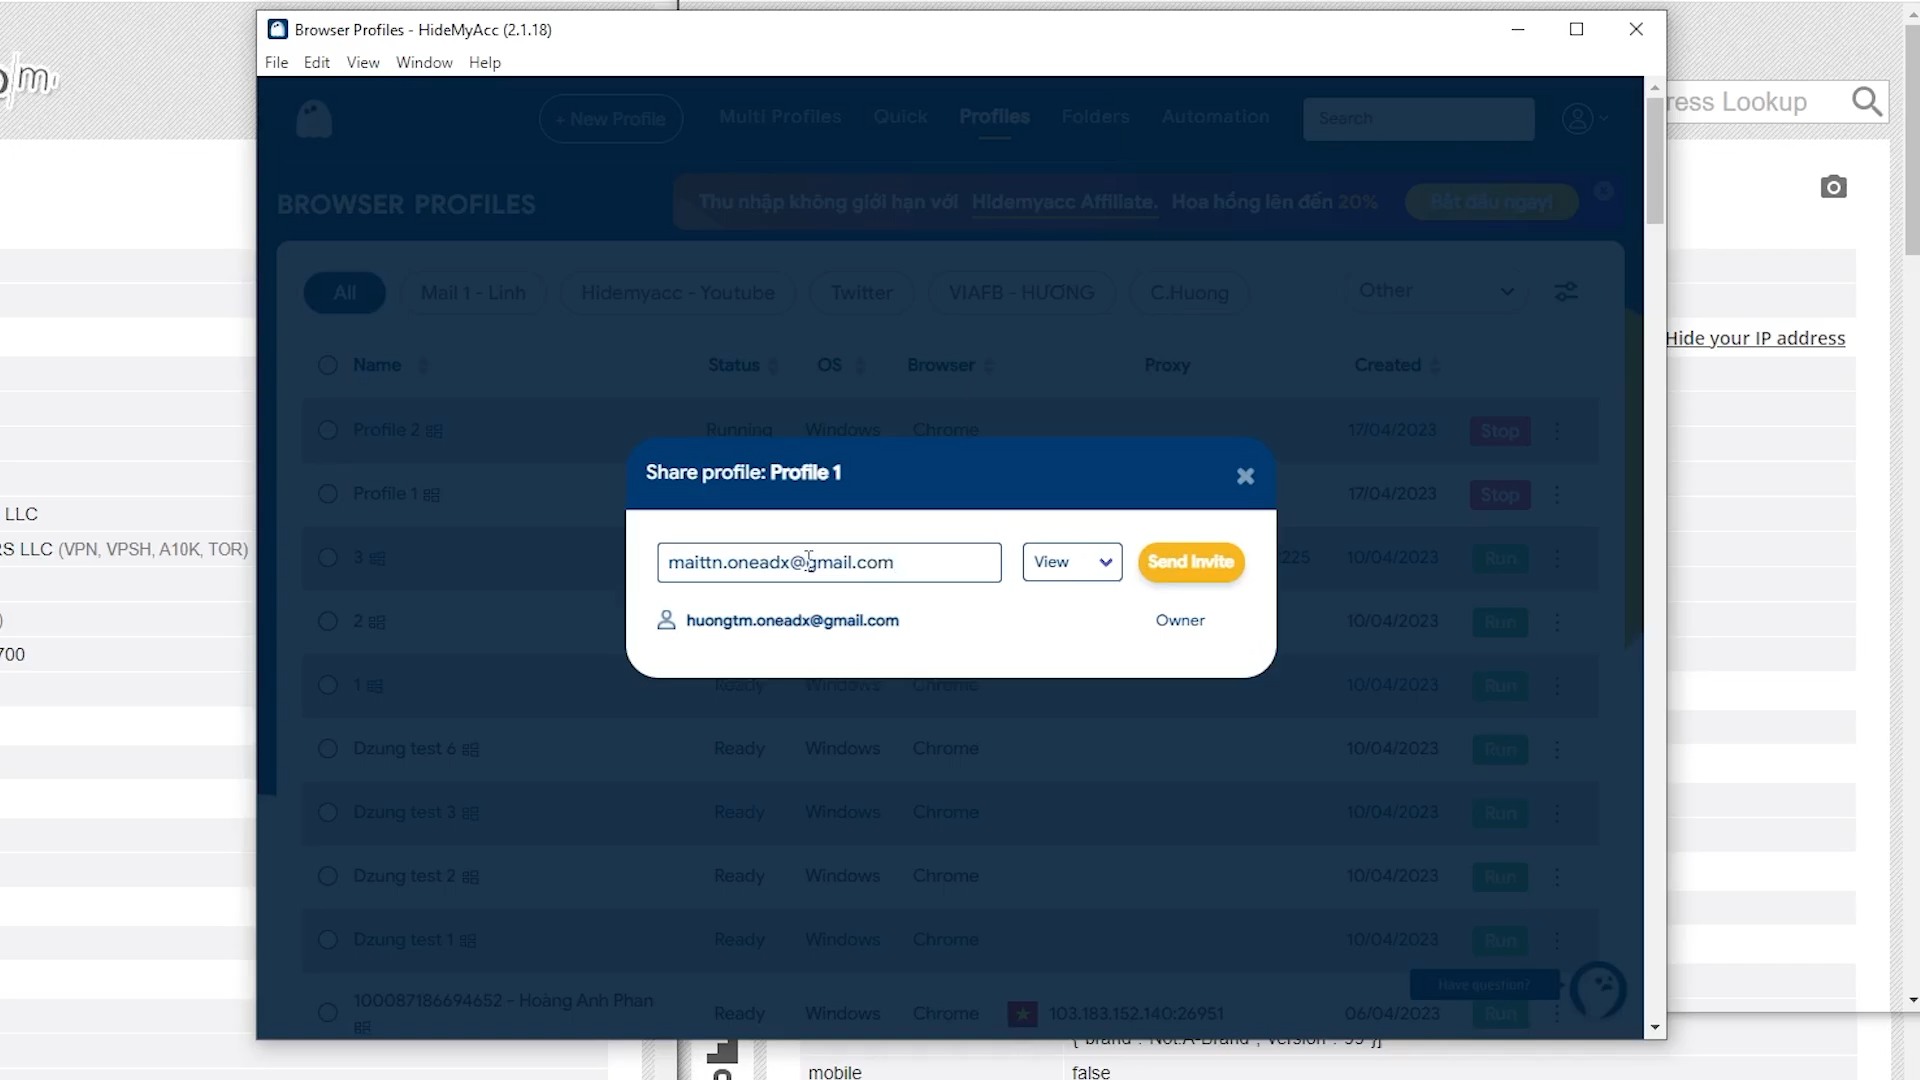 Browser Profiles - HideMyAcc (2.1.18)
File Edit View Window Help
+ New Profile Multi Profiles Quick Profiles Folders Automation Search
ress Lookup
BROWSER PROFILES
Thu nhập không giới hạn với Hidemyacc Affiliate. Hoa hồng lên đến 20% Bắt đầu ngay!
All Mail 1 - Linh Hidemyacc - Youtube Twitter VIAFB - HƯƠNG C.Huong Other
Hide your IP address
Name Status OS Browser Proxy Created
Profile 2 Running Windows Chrome 17/04/2023 Stop
Share profile: Profile 1
Profile 1 17/04/2023 Stop
LLC
RS LLC (VPN, VPSH, A10K, TOR)
3 225 10/04/2023 Run
maittn.oneadx@gmail.com View Send Invite
huongtm.oneadx@gmail.com Owner
2 10/04/2023 Run
)
700
1 Ready Windows Chrome 10/04/2023 Run
Dzung test 6 Ready Windows Chrome 10/04/2023 Run
Dzung test 3 Ready Windows Chrome 10/04/2023 Run
Dzung test 2 Ready Windows Chrome 10/04/2023 Run
Dzung test 1 Ready Windows Chrome 10/04/2023 Run
Have question?
100087186694652 - Hoàng Anh Phan Ready Windows Chrome 103.183.152.140:26951 06/04/2023 Run
mobile false